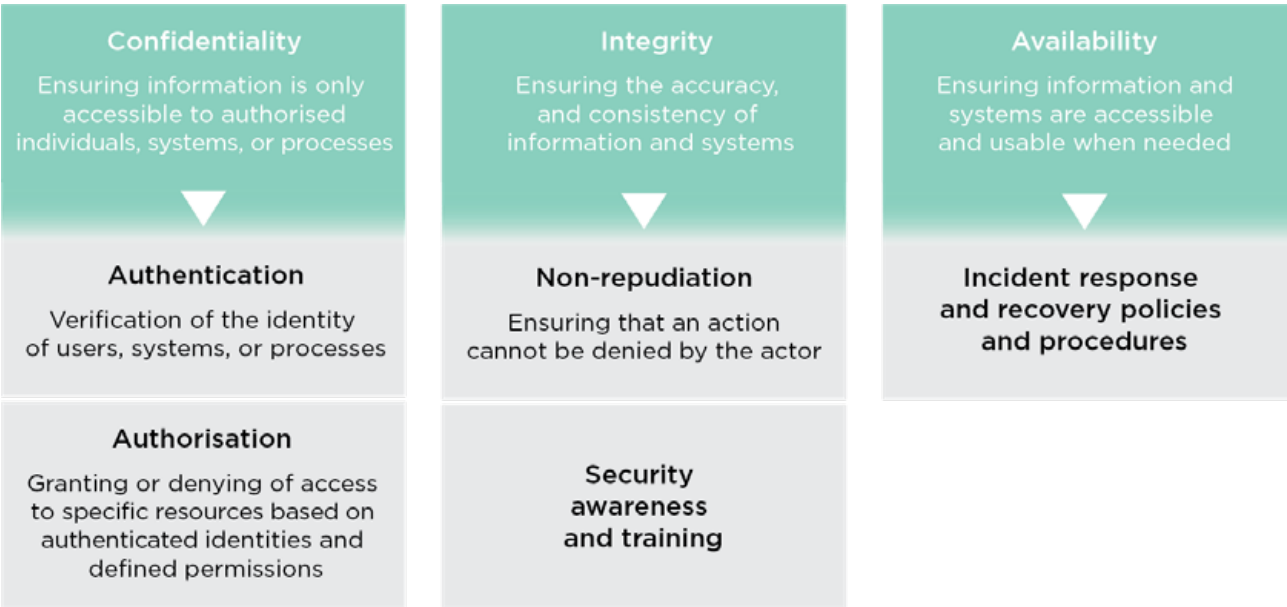 Confidentiality
Ensuring information is only
accessible to authorised
individuals, systems, or processes
Authentication
Verification of the identity
of users, systems, or processes
Authorisation
Granting or denying of access
to specific resources based on
authenticated identities and
defined permissions
Integrity
Ensuring the accuracy,
and consistency of
information and systems
Non-repudiation
Ensuring that an action
cannot be denied by the actor
Security
awareness
and training
Availability
Ensuring information and
systems are accessible
and usable when needed
Incident response
and recovery policies
and procedures